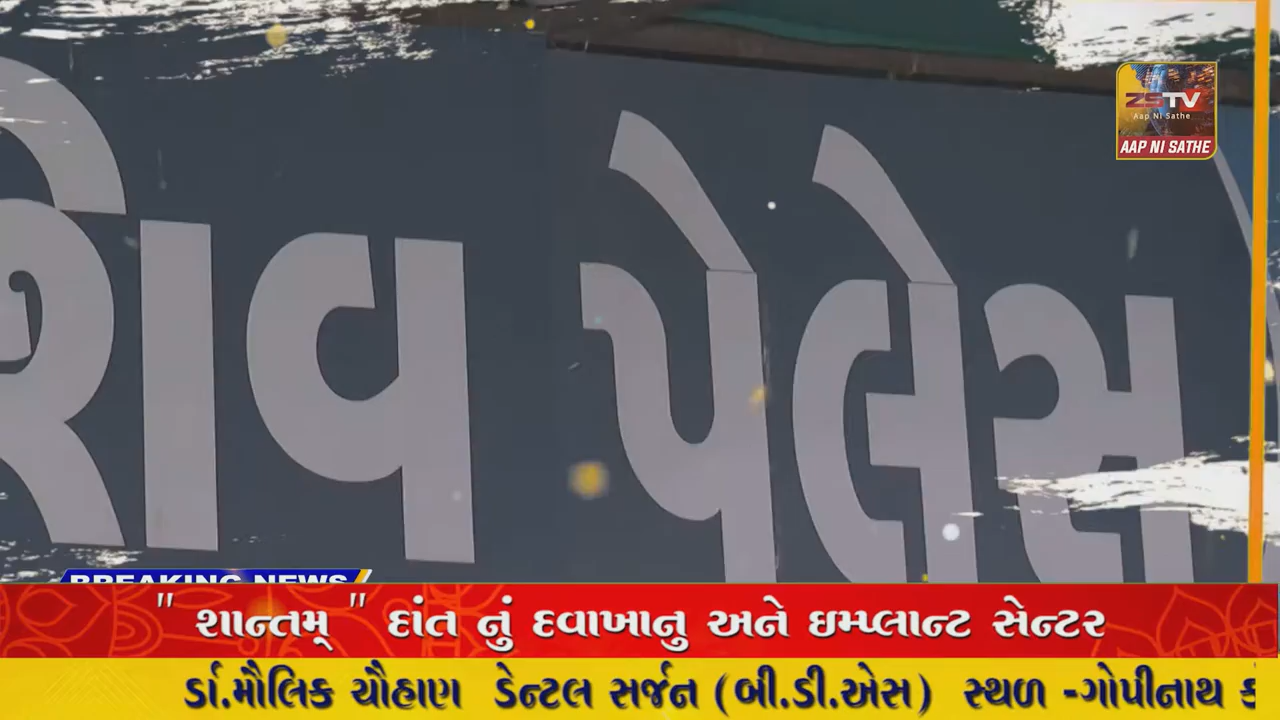 શિવ પેલેસ
ZSTV
Aap Ni Sathe
AAP NI SATHE
BREAKING NEWS
" શાન્તમ્ " દાંત નું દવાખાનુ અને ઇમ્પ્લાન્ટ સેન્ટર
ર્ડા.મૌલિક ચૌહાણ ડેન્ટલ સર્જન (બી.ડી.એસ) સ્થળ -ગોપીનાથ